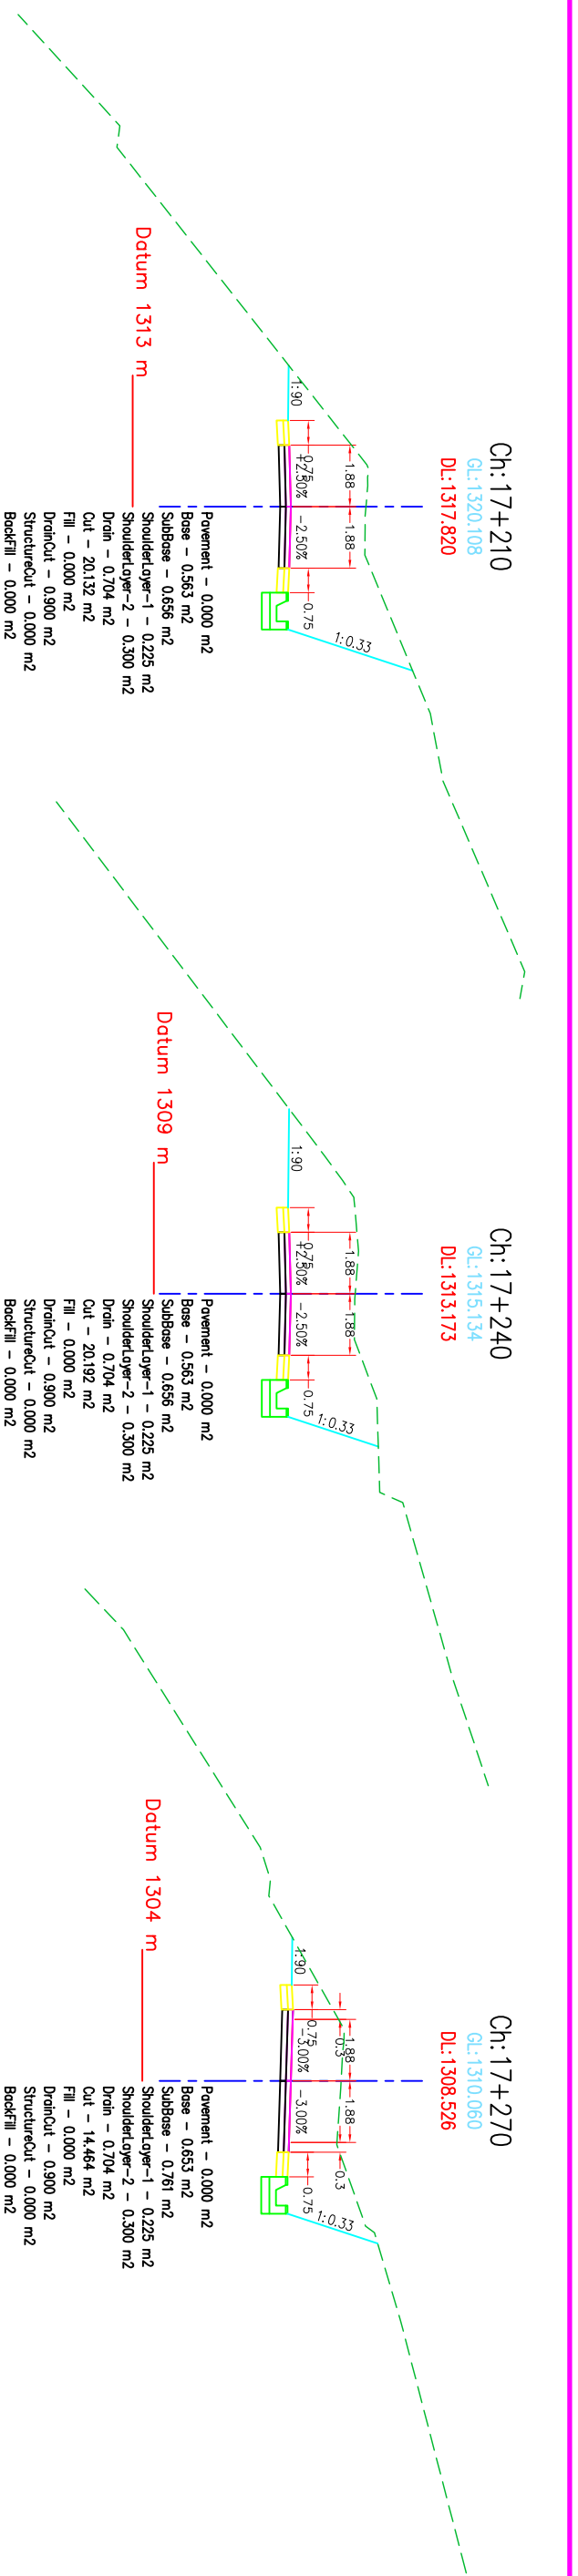 Ch:17+210
GL:1320.108
DL:1317.820
1.88
1.88
0.75
0.75
+2.50%
-2.50%
1:90
1:0.33
Datum 1313 m
Pavement - 0.000 m2
Base - 0.563 m2
SubBase - 0.656 m2
ShoulderLayer-1 - 0.225 m2
ShoulderLayer-2 - 0.300 m2
Drain - 0.704 m2
Cut - 20.132 m2
Fill - 0.000 m2
DrainCut - 0.900 m2
StructureCut - 0.000 m2
BackFill - 0.000 m2
Ch:17+240
GL:1315.134
DL:1313.173
1.88
1.88
0.75
0.75
+2.50%
-2.50%
1:90
1:0.33
Datum 1309 m
Pavement - 0.000 m2
Base - 0.563 m2
SubBase - 0.656 m2
ShoulderLayer-1 - 0.225 m2
ShoulderLayer-2 - 0.300 m2
Drain - 0.704 m2
Cut - 20.192 m2
Fill - 0.000 m2
DrainCut - 0.900 m2
StructureCut - 0.000 m2
BackFill - 0.000 m2
Ch:17+270
GL:1310.060
DL:1308.526
1.88
1.88
0.3
0.3
0.75
0.75
-3.00%
-3.00%
1:90
1:0.33
Datum 1304 m
Pavement - 0.000 m2
Base - 0.653 m2
SubBase - 0.761 m2
ShoulderLayer-1 - 0.225 m2
ShoulderLayer-2 - 0.300 m2
Drain - 0.704 m2
Cut - 14.464 m2
Fill - 0.000 m2
DrainCut - 0.900 m2
StructureCut - 0.000 m2
BackFill - 0.000 m2